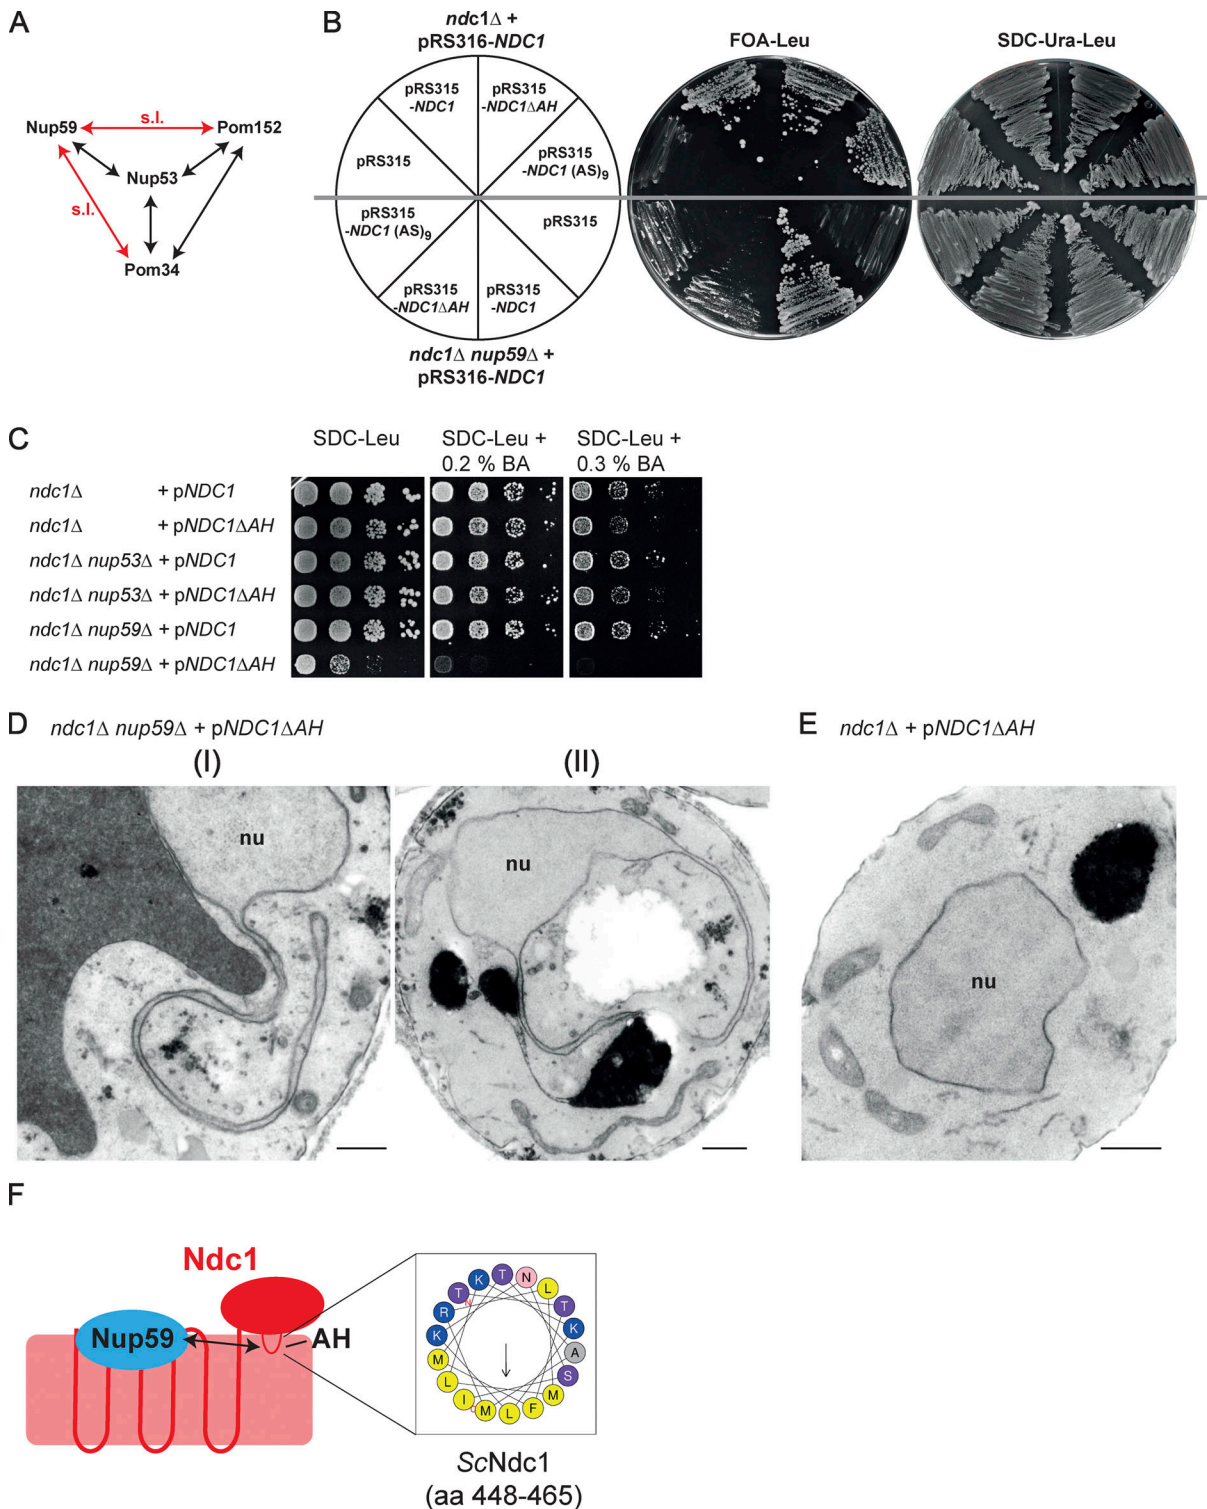 A
Nup59
s.l.
Pom152
Nup53
s.l.
Pom34
B
ndc1Δ +
pRS316-NDC1
pRS315
-NDC1
pRS315
-NDC1ΔAH
pRS315
pRS315
-NDC1 (AS)9
pRS315
-NDC1 (AS)9
pRS315
pRS315
-NDC1ΔAH
pRS315
-NDC1
ndc1Δ nup59Δ +
pRS316-NDC1
FOA-Leu
SDC-Ura-Leu
C
SDC-Leu
SDC-Leu +
0.2 % BA
SDC-Leu +
0.3 % BA
ndc1Δ + pNDC1
ndc1Δ + pNDC1ΔAH
ndc1Δ nup53Δ + pNDC1
ndc1Δ nup53Δ + pNDC1ΔAH
ndc1Δ nup59Δ + pNDC1
ndc1Δ nup59Δ + pNDC1ΔAH
D
ndc1Δ nup59Δ + pNDC1ΔAH
(I)
(II)
nu
nu
E
ndc1Δ + pNDC1ΔAH
nu
F
Ndc1
Nup59
AH
T
K
T
N
L
T
K
A
S
M
F
L
M
I
L
M
K
R
N
C
ScNdc1
(aa 448-465)